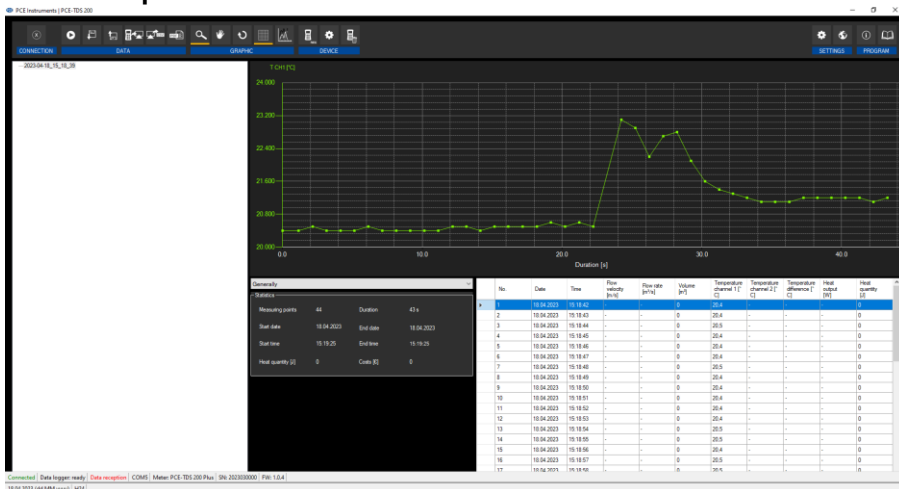 PCE Instruments | PCE-TDS 200
CONNECTION DATA GRAPHIC DEVICE SETTINGS PROGRAM
2023-04-18_15_18_39
T CH1 [°C]
24.000
23.200
22.400
21.600
20.800
20.000
0.0 10.0 20.0 30.0 40.0
Duration [s]
Generally
Statistics
Measuring points 44 Duration 43 s
Start date 18.04.2023 End date 18.04.2023
Start time 15:19:25 End time 15:19:25
Heat quantity [J] 0 Costs [€] 0
No. Date Time Flow velocity [m/s] Flow rate [m³/s] Volume [m³] Temperature channel 1 [°C] Temperature channel 2 [°C] Temperature difference [°C] Heat output [W] Heat quantity [J]
1 18.04.2023 15:18:42 - - 0 20.4 - - - 0
2 18.04.2023 15:18:43 - - 0 20.4 - - - 0
3 18.04.2023 15:18:44 - - 0 20.5 - - - 0
4 18.04.2023 15:18:45 - - 0 20.4 - - - 0
5 18.04.2023 15:18:46 - - 0 20.4 - - - 0
6 18.04.2023 15:18:47 - - 0 20.4 - - - 0
7 18.04.2023 15:18:48 - - 0 20.5 - - - 0
8 18.04.2023 15:18:49 - - 0 20.4 - - - 0
9 18.04.2023 15:18:50 - - 0 20.4 - - - 0
10 18.04.2023 15:18:51 - - 0 20.4 - - - 0
11 18.04.2023 15:18:52 - - 0 20.4 - - - 0
12 18.04.2023 15:18:53 - - 0 20.4 - - - 0
13 18.04.2023 15:18:54 - - 0 20.5 - - - 0
14 18.04.2023 15:18:55 - - 0 20.5 - - - 0
15 18.04.2023 15:18:56 - - 0 20.4 - - - 0
16 18.04.2023 15:18:57 - - 0 20.5 - - - 0
17 18.04.2023 15:18:58 - - 0 20.5 - - - 0
Connected Data logger: ready Data reception COM5 Meter: PCE-TDS 200 Plus SN: 2023030000 FW: 1.0.4